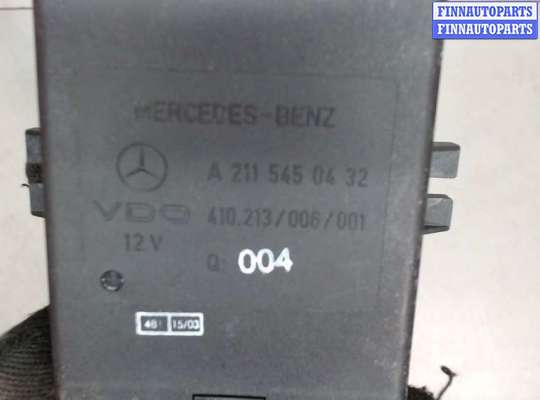 FINNAUTOPARTS
FINNAUTOPARTS
MERCEDES-BENZ
A 211 545 04 32
VDO 410.213/006/001
12 V Q: 004
15/03